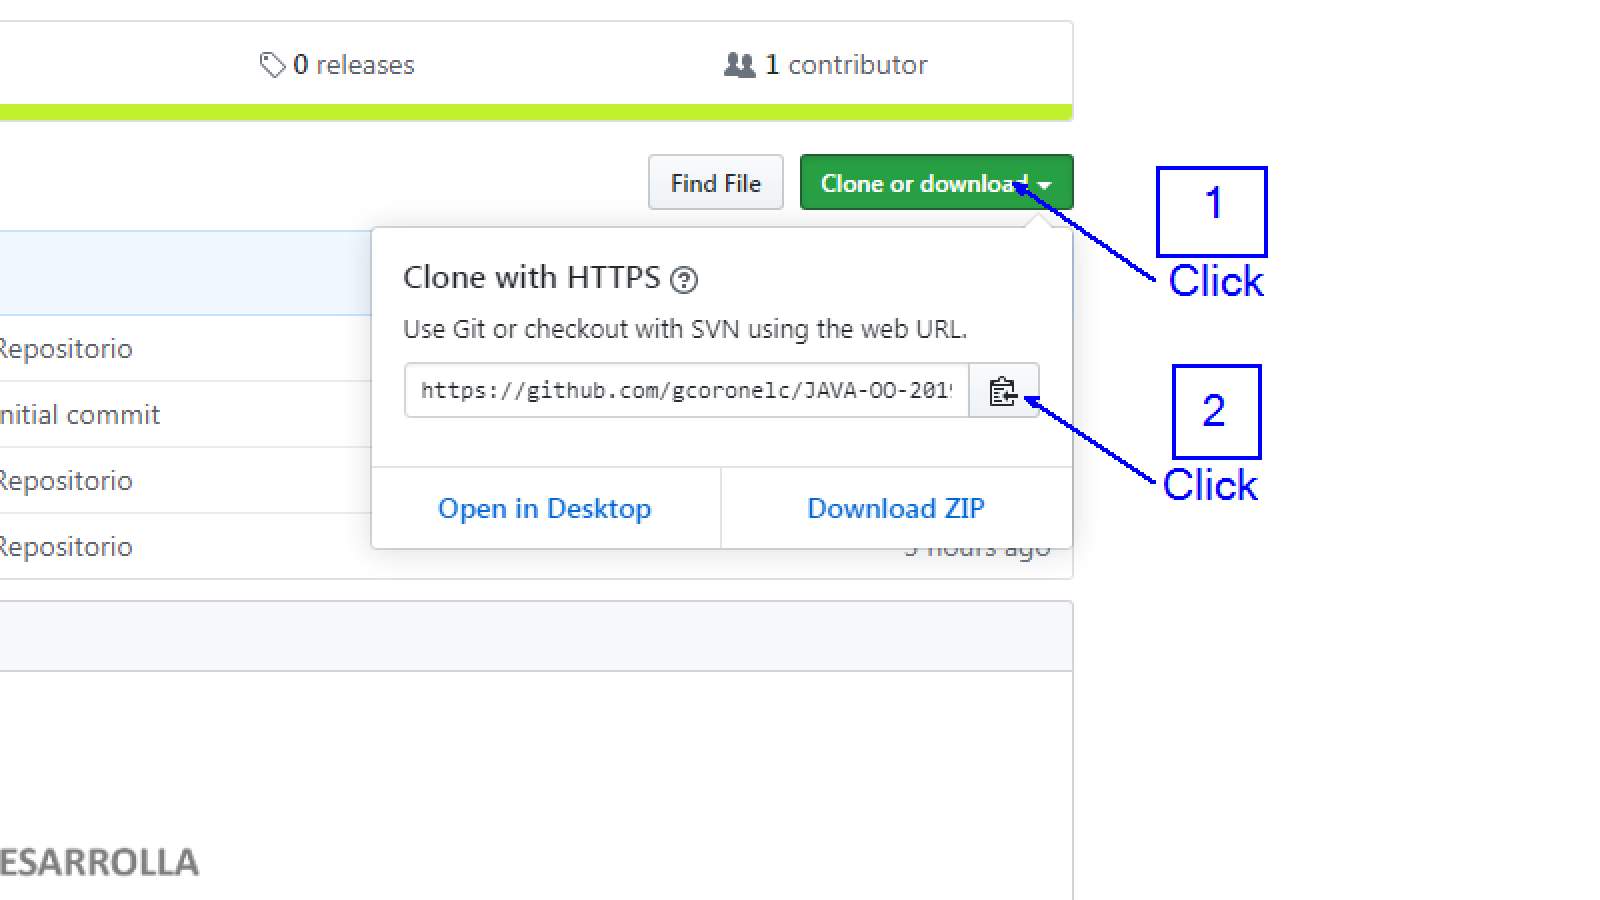 0 releases
1 contributor
Find File
Clone or download
1
Click
Clone with HTTPS
Use Git or checkout with SVN using the web URL.
https://github.com/gcoronelc/JAVA-OO-201
2
Click
Open in Desktop
Download ZIP
Repositorio
nitial commit
Repositorio
Repositorio
hours ago
ESARROLLA